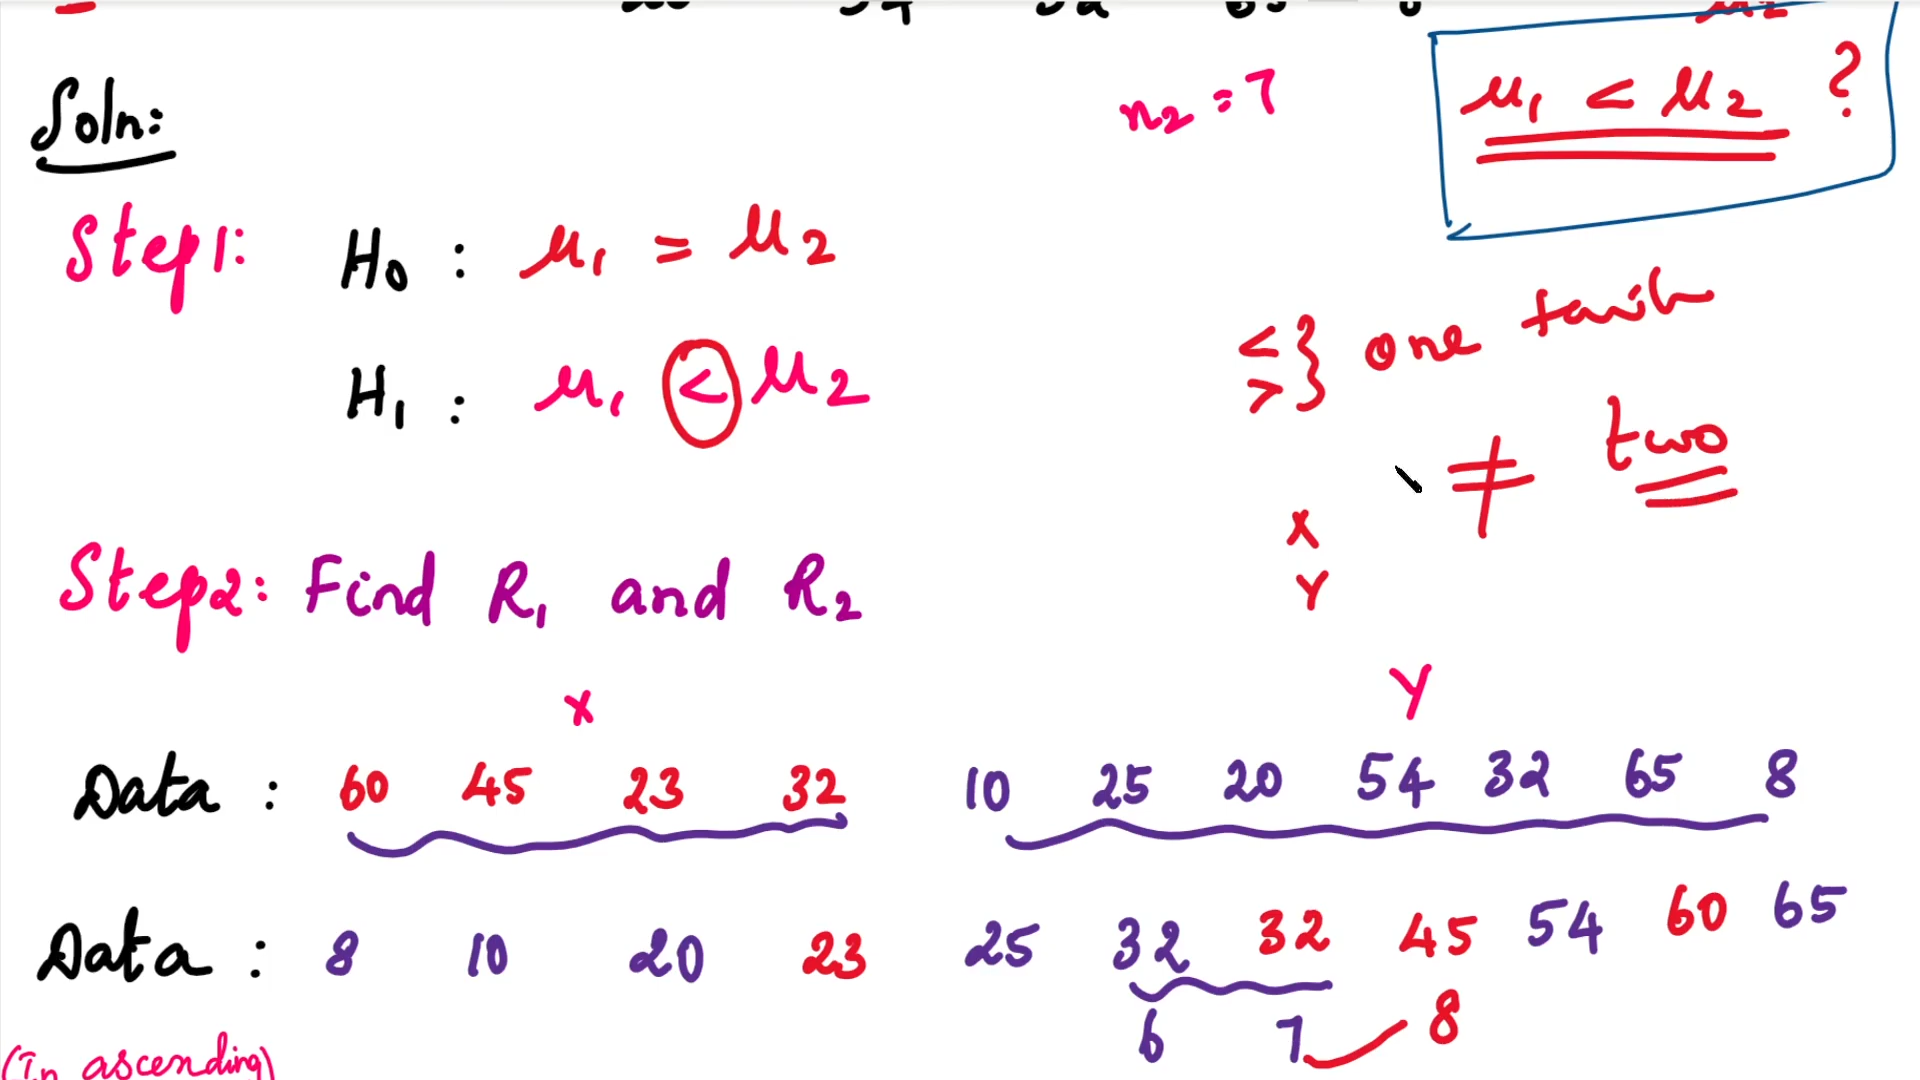 Soln:
n₂ = 7
μ₁ < μ₂ ?
Step1: H₀ : μ₁ = μ₂
H₁ : μ₁ < μ₂
< > } one
≠ two
X
Y
Step2: Find R₁ and R₂
X Y
Data : 60 45 23 32 10 25 20 54 32 65 8
Data : 8 10 20 23 25 32 32 45 54 60 65
6 7 8
(In ascending)